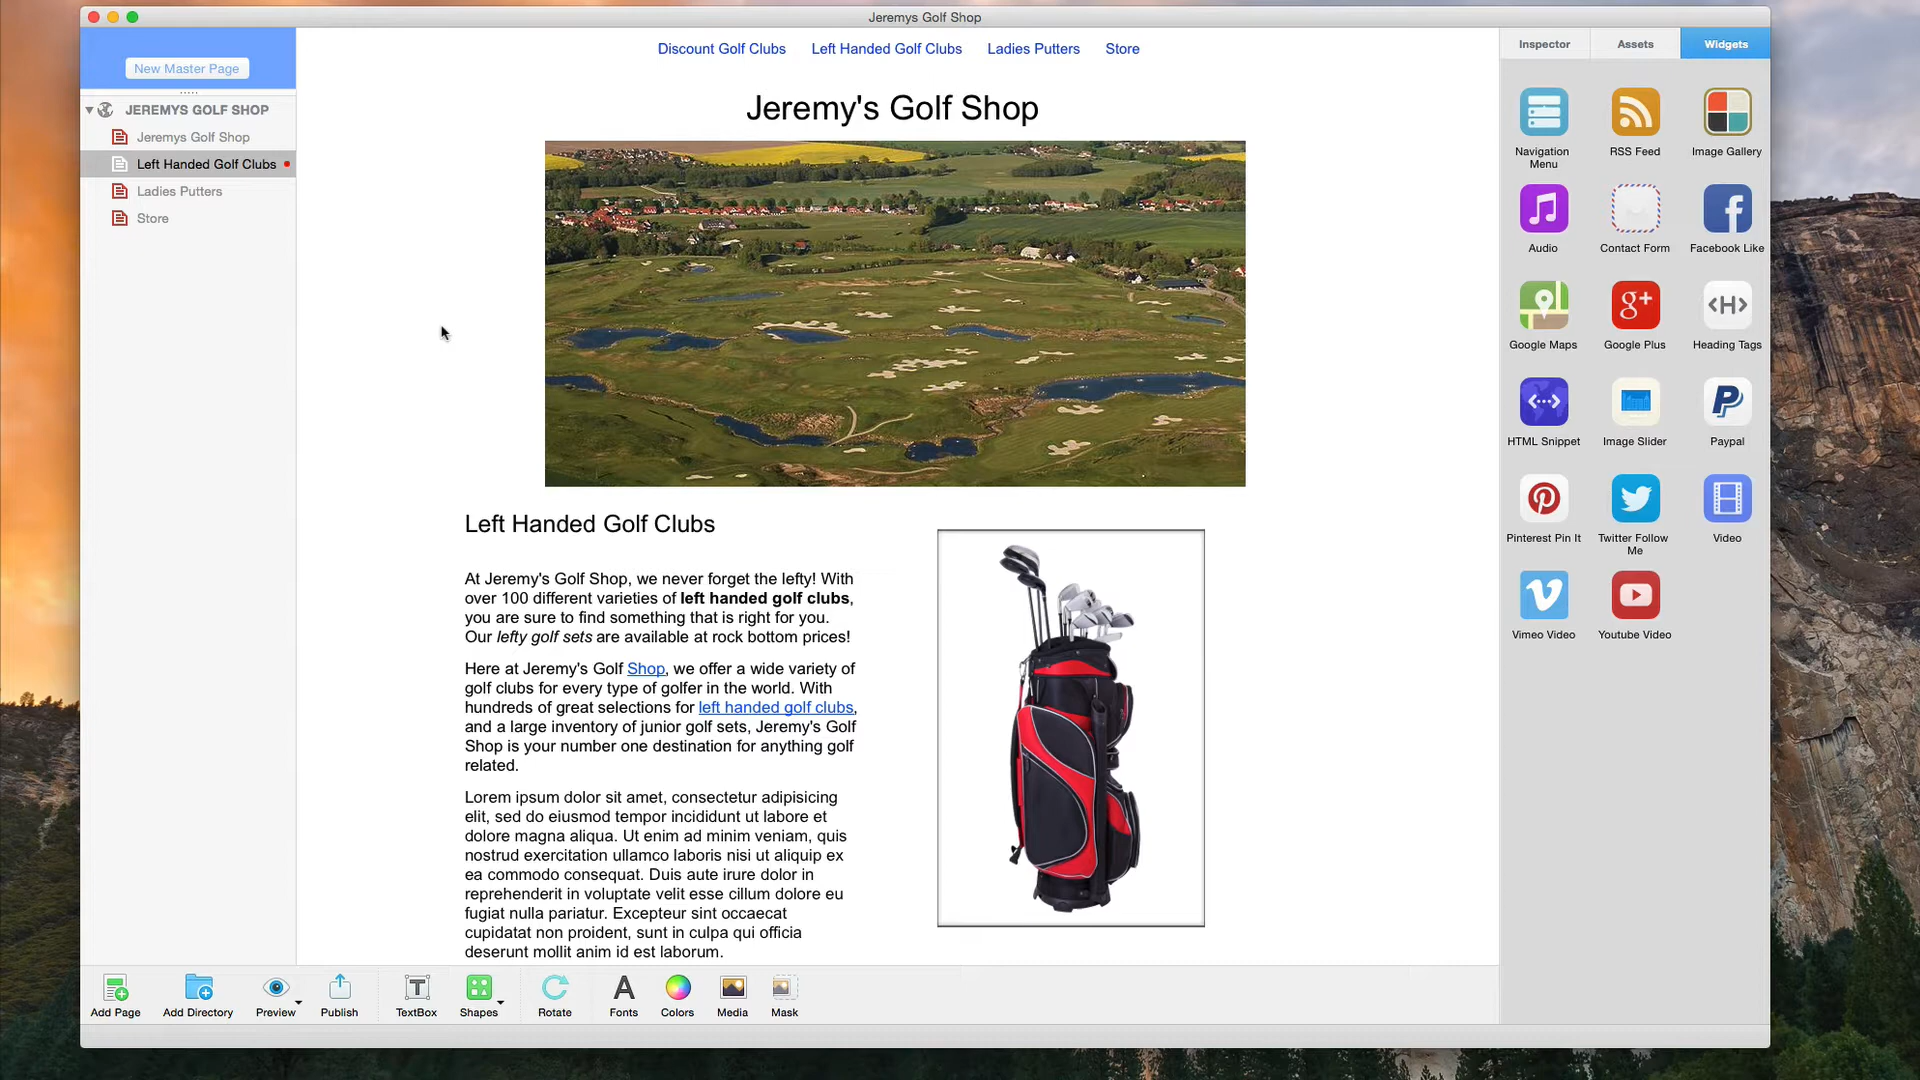 Jeremys Golf Shop
New Master Page
JEREMYS GOLF SHOP
Jeremys Golf Shop
Left Handed Golf Clubs
Ladies Putters
Store
Discount Golf Clubs Left Handed Golf Clubs Ladies Putters Store
Jeremy's Golf Shop
Left Handed Golf Clubs
At Jeremy's Golf Shop, we never forget the lefty! With
over 100 different varieties of left handed golf clubs,
you are sure to find something that is right for you.
Our lefty golf sets are available at rock bottom prices!
Here at Jeremy's Golf Shop, we offer a wide variety of
golf clubs for every type of golfer in the world. With
hundreds of great selections for left handed golf clubs,
and a large inventory of junior golf sets, Jeremy's Golf
Shop is your number one destination for anything golf
related.
Lorem ipsum dolor sit amet, consectetur adipisicing
elit, sed do eiusmod tempor incididunt ut labore et
dolore magna aliqua. Ut enim ad minim veniam, quis
nostrud exercitation ullamco laboris nisi ut aliquip ex
ea commodo consequat. Duis aute irure dolor in
reprehenderit in voluptate velit esse cillum dolore eu
fugiat nulla pariatur. Excepteur sint occaecat
cupidatat non proident, sunt in culpa qui officia
deserunt mollit anim id est laborum.
Inspector Assets Widgets
Navigation
Menu
RSS Feed
Image Gallery
Audio
Contact Form
f
Facebook Like
Google Maps
g+
Google Plus
<H>
Heading Tags
<···>
HTML Snippet
Image Slider
P
Paypal
Pinterest Pin It
Twitter Follow
Me
Video
V
Vimeo Video
Youtube Video
Add Page
Add Directory
Preview
Publish
T
TextBox
Shapes
Rotate
A
Fonts
Colors
Media
Mask